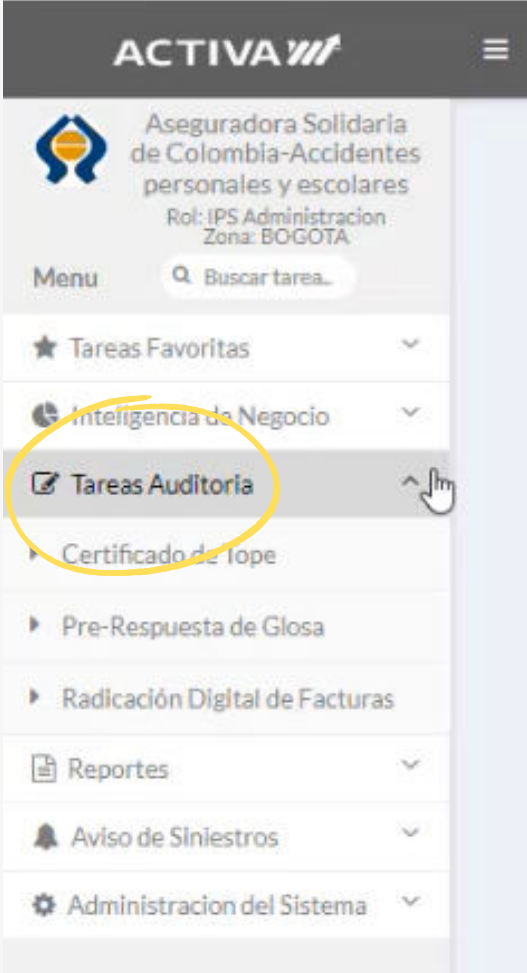 ACTIVA
Aseguradora Solidaria
de Colombia-Accidentes
personales y escolares
Rol: IPS Administracion
Zona: BOGOTA
Menu
Buscar tarea..
Tareas Favoritas
Inteligencia de Negocio
Tareas Auditoria
Certificado de Tope
Pre-Respuesta de Glosa
Radicación Digital de Facturas
Reportes
Aviso de Siniestros
Administracion del Sistema